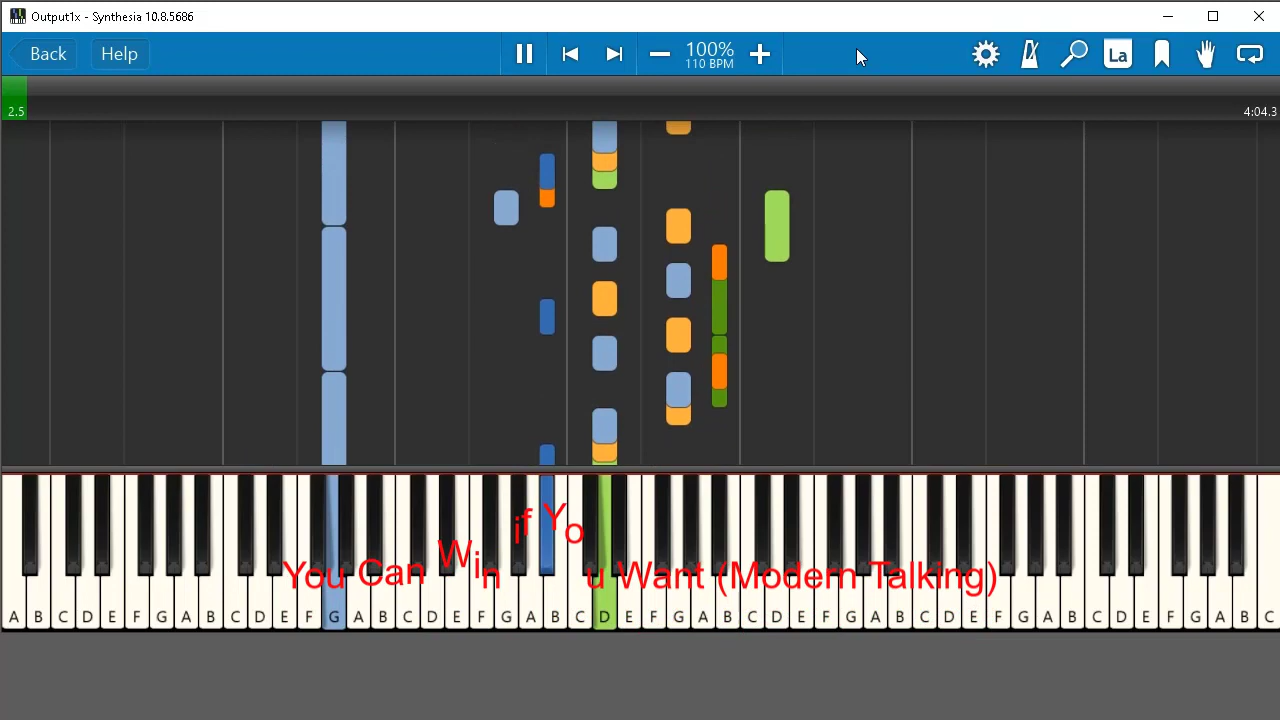 Output1x - Synthesia 10.8.5686
Back Help 100% La
110 BPM
2.5 4:04.3
You Can Win if You Want (Modern Talking)
A B C D E F G A B C D E F G A B C D E F G A B C D E F G A B C D E F G A B C D E F G A B C D E F G A B C